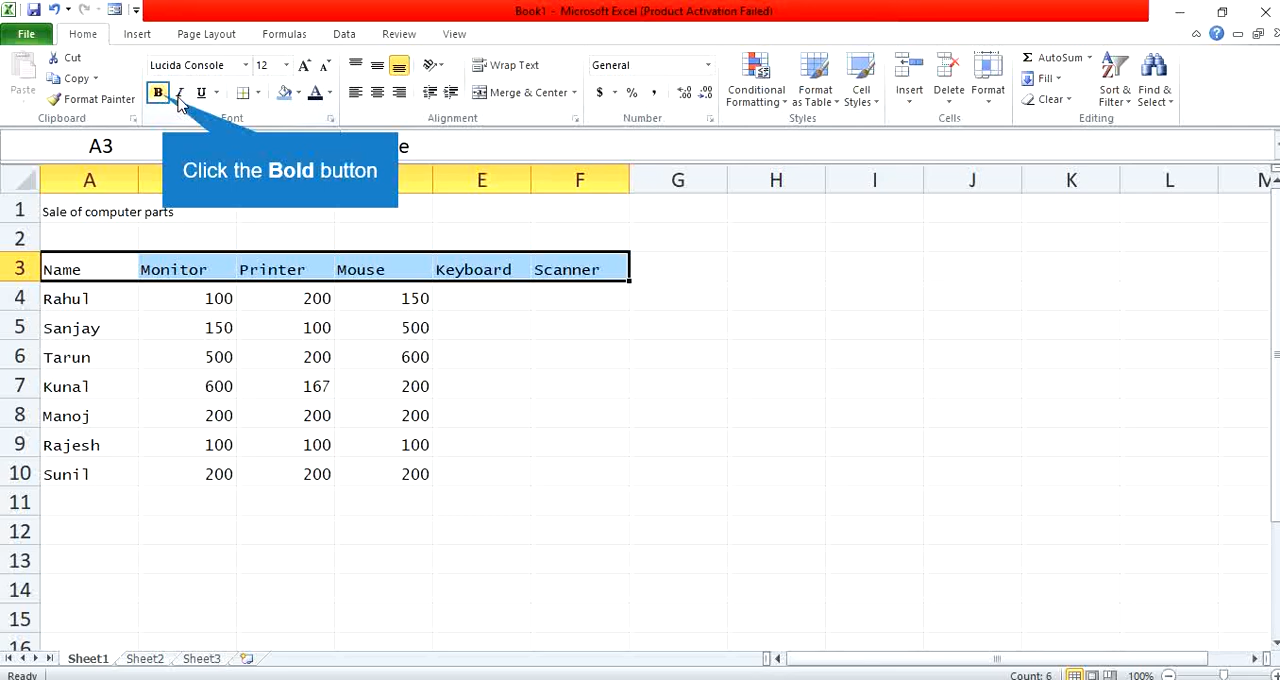 Book1 - Microsoft Excel (Product Activation Failed)
File Home Insert Page Layout Formulas Data Review View
Paste Cut Copy Format Painter
Clipboard
Lucida Console 12 A A
B I U A
Font
Wrap Text
Merge & Center
Alignment
General
$ % ,
Number
Conditional Formatting Format as Table Cell Styles
Styles
Insert Delete Format
Cells
Σ AutoSum
Fill
Clear
Sort & Filter Find & Select
Editing
A3 e
Click the Bold button
A E F G H I J K L M
1 Sale of computer parts
2
3 Name Monitor Printer Mouse Keyboard Scanner
4 Rahul 100 200 150
5 Sanjay 150 100 500
6 Tarun 500 200 600
7 Kunal 600 167 200
8 Manoj 200 200 200
9 Rajesh 100 100 100
10 Sunil 200 200 200
11
12
13
14
15
16
Sheet1 Sheet2 Sheet3
Ready Count: 6 100%